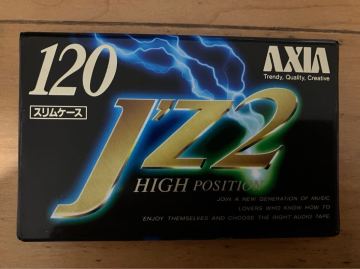 120
AXIA
Trendy, Quality, Creative
スリムケース
J'Z2
HIGH POSITION
JOIN A NEW GENERATION OF MUSIC
LOVERS WHO KNOW HOW TO
ENJOY THEMSELVES AND CHOOSE THE RIGHT AUDIO TAPE